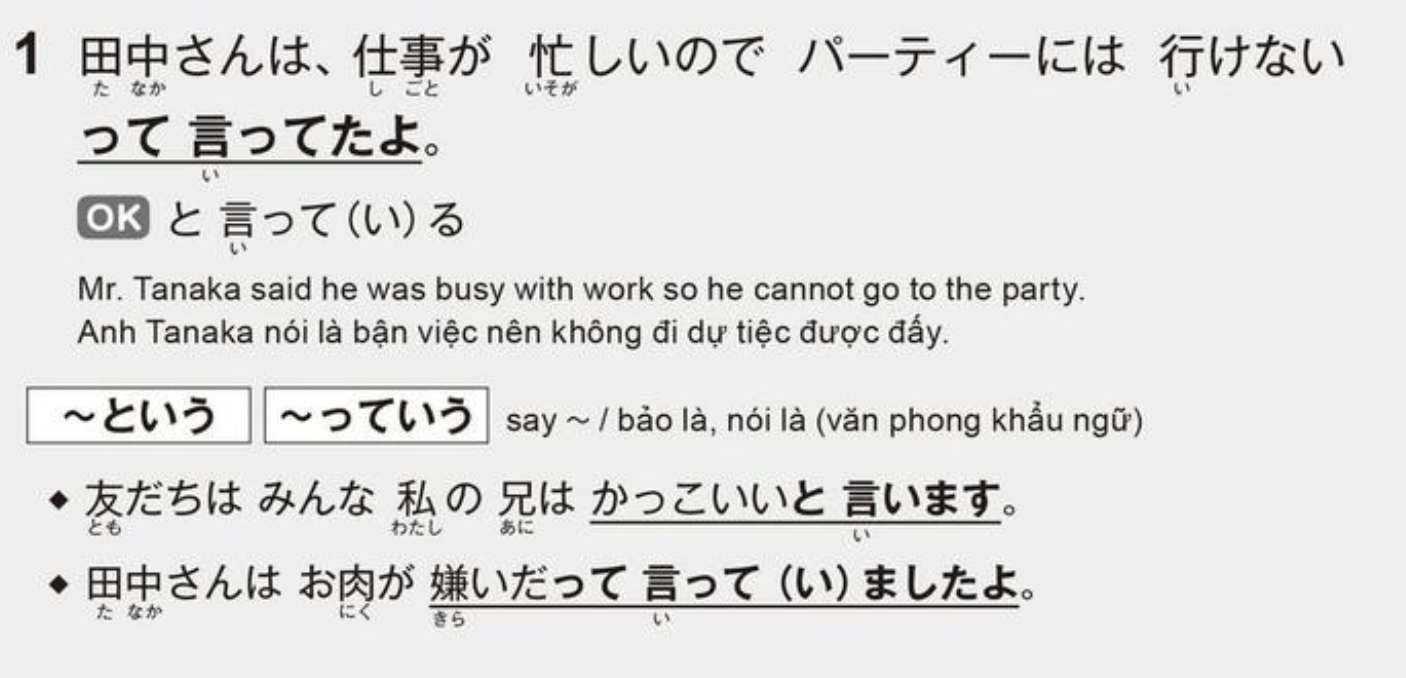 1 田中さんは、仕事が 忙しいので パーティーには 行けない
た なか し ごと いそが い
って 言ってたよ。
い
OK と 言って(い)る
い
Mr. Tanaka said he was busy with work so he cannot go to the party.
Anh Tanaka nói là bận việc nên không đi dự tiệc được đấy.
～という ～っていう say ～ / bảo là, nói là (văn phong khẩu ngữ)
◆ 友だちは みんな 私の 兄は かっこいいと 言います。
とも わたし あに い
◆ 田中さんは お肉が 嫌いだって 言って (い) ましたよ。
た なか にく きら い